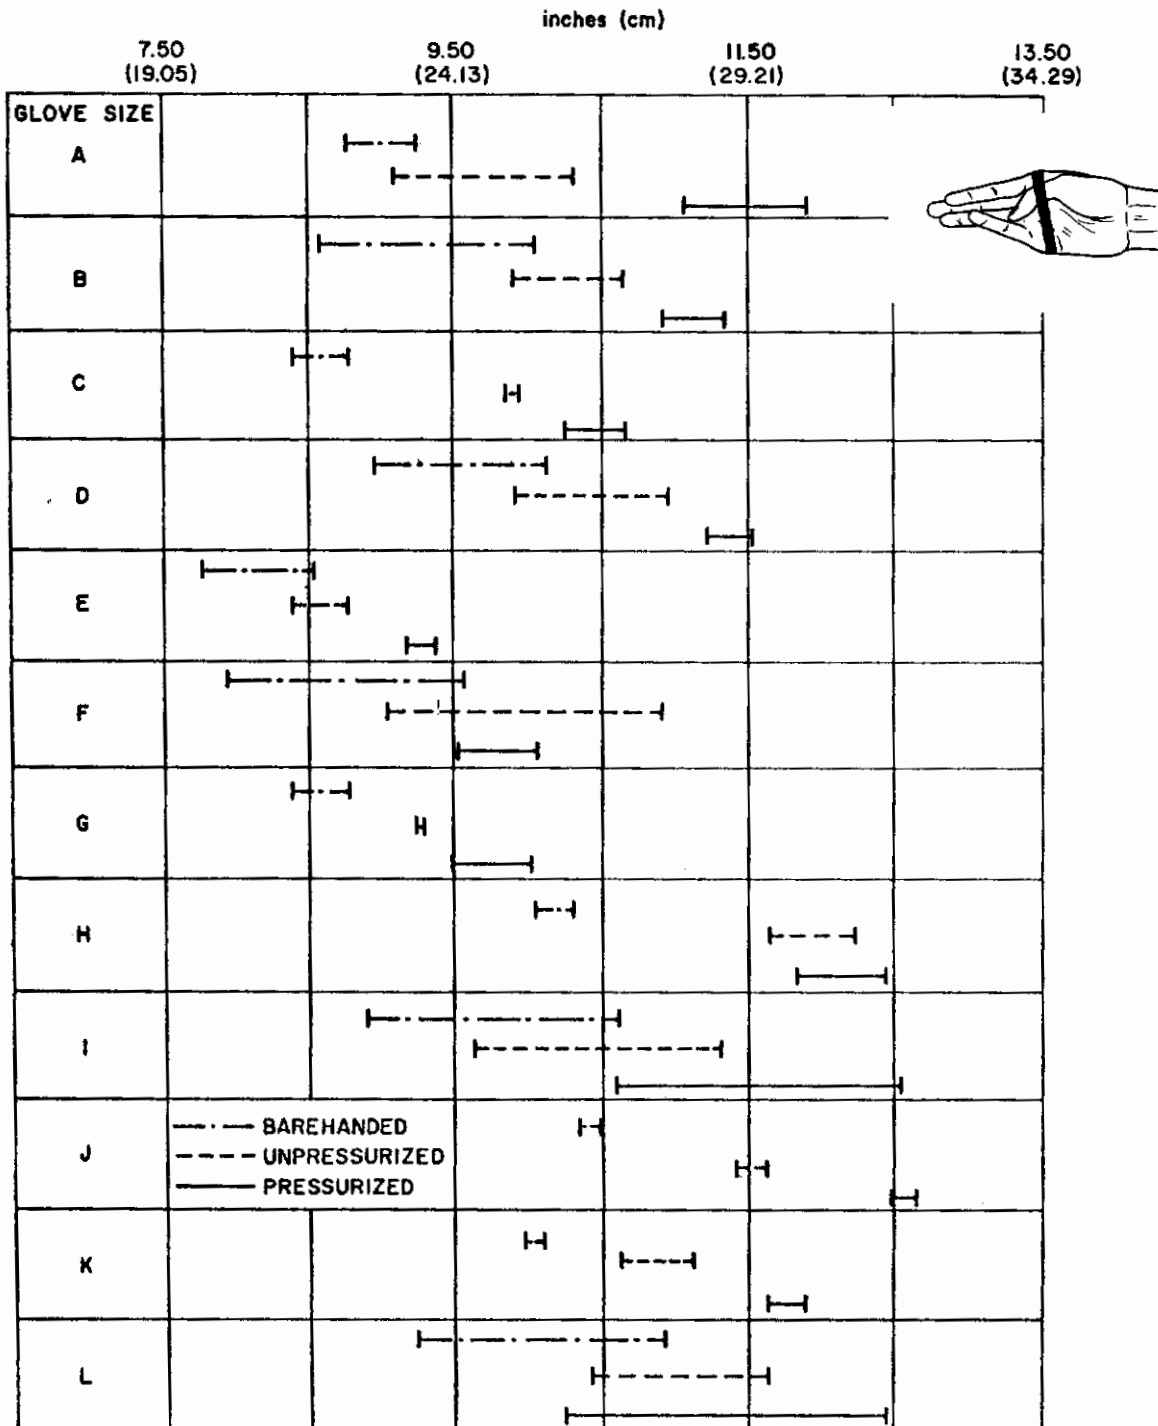 inches (cm)
7.50 9.50 11.50 13.50
(19.05) (24.13) (29.21) (34.29)
GLOVE SIZE
A
B
C
D
E
F
G
H
I
J
BAREHANDED
UNPRESSURIZED
PRESSURIZED
K
L